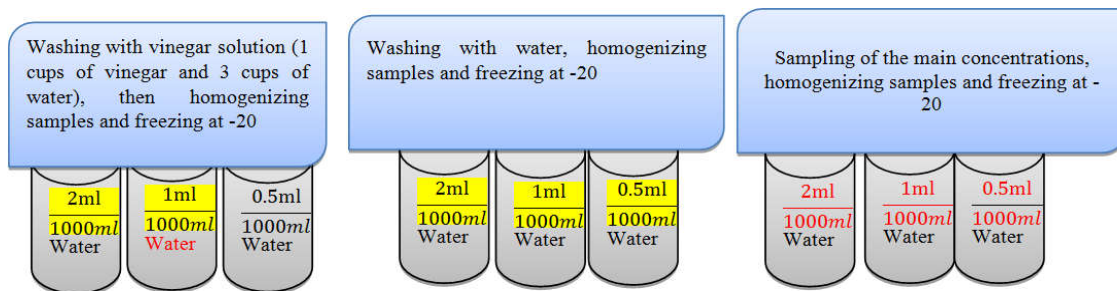 Washing with vinegar solution (1
cups of vinegar and 3 cups of
water), then homogenizing
samples and freezing at -20
2ml
1000ml
Water
1ml
1000ml
Water
0.5ml
1000ml
Water
Washing with water, homogenizing
samples and freezing at -20
2ml
1000ml
Water
1ml
1000ml
Water
0.5ml
1000ml
Water
Sampling of the main concentrations,
homogenizing samples and freezing at -
20
2ml
1000ml
Water
1ml
1000ml
Water
0.5ml
1000ml
Water